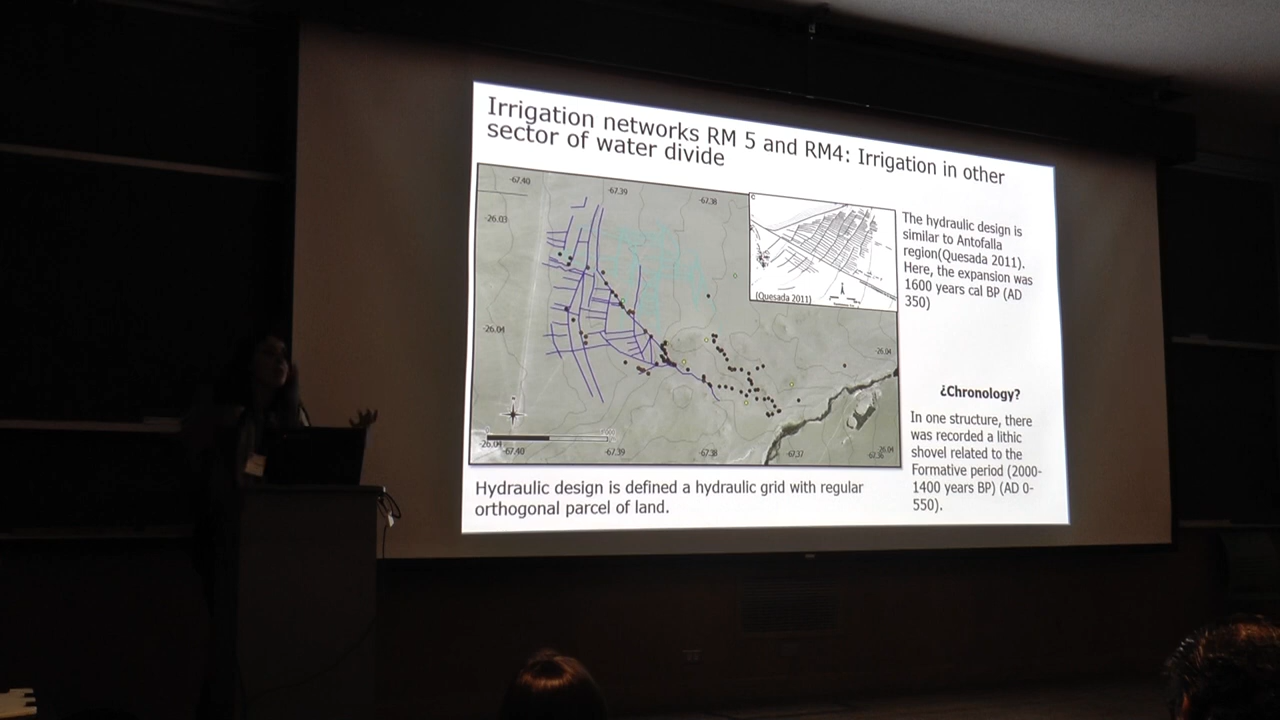 Irrigation networks RM 5 and RM4: Irrigation in other
sector of water divide
-67.40
-67.39
-67.38
-26.03
-26.04
(Quesada 2011)
-26.04
-67.40
-67.39
-67.38
-67.37
-67.36
26.04
The hydraulic design is
similar to Antofalla
region(Quesada 2011).
Here, the expansion was
1600 years cal BP (AD
350)
¿Chronology?
In one structure, there
was recorded a lithic
shovel related to the
Formative period (2000-
1400 years BP) (AD 0-
550).
Hydraulic design is defined a hydraulic grid with regular
orthogonal parcel of land.